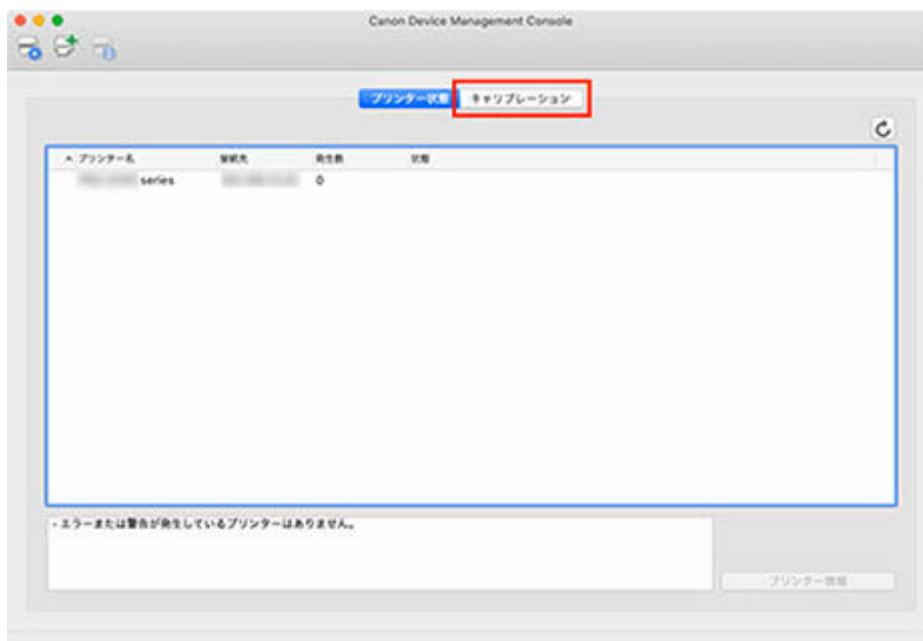 Canon Device Management Console
プリンター状態 キャリブレーション
プリンター名 接続先 発生数 状態
series 0
・エラーまたは警告が発生しているプリンターはありません。
プリンター情報